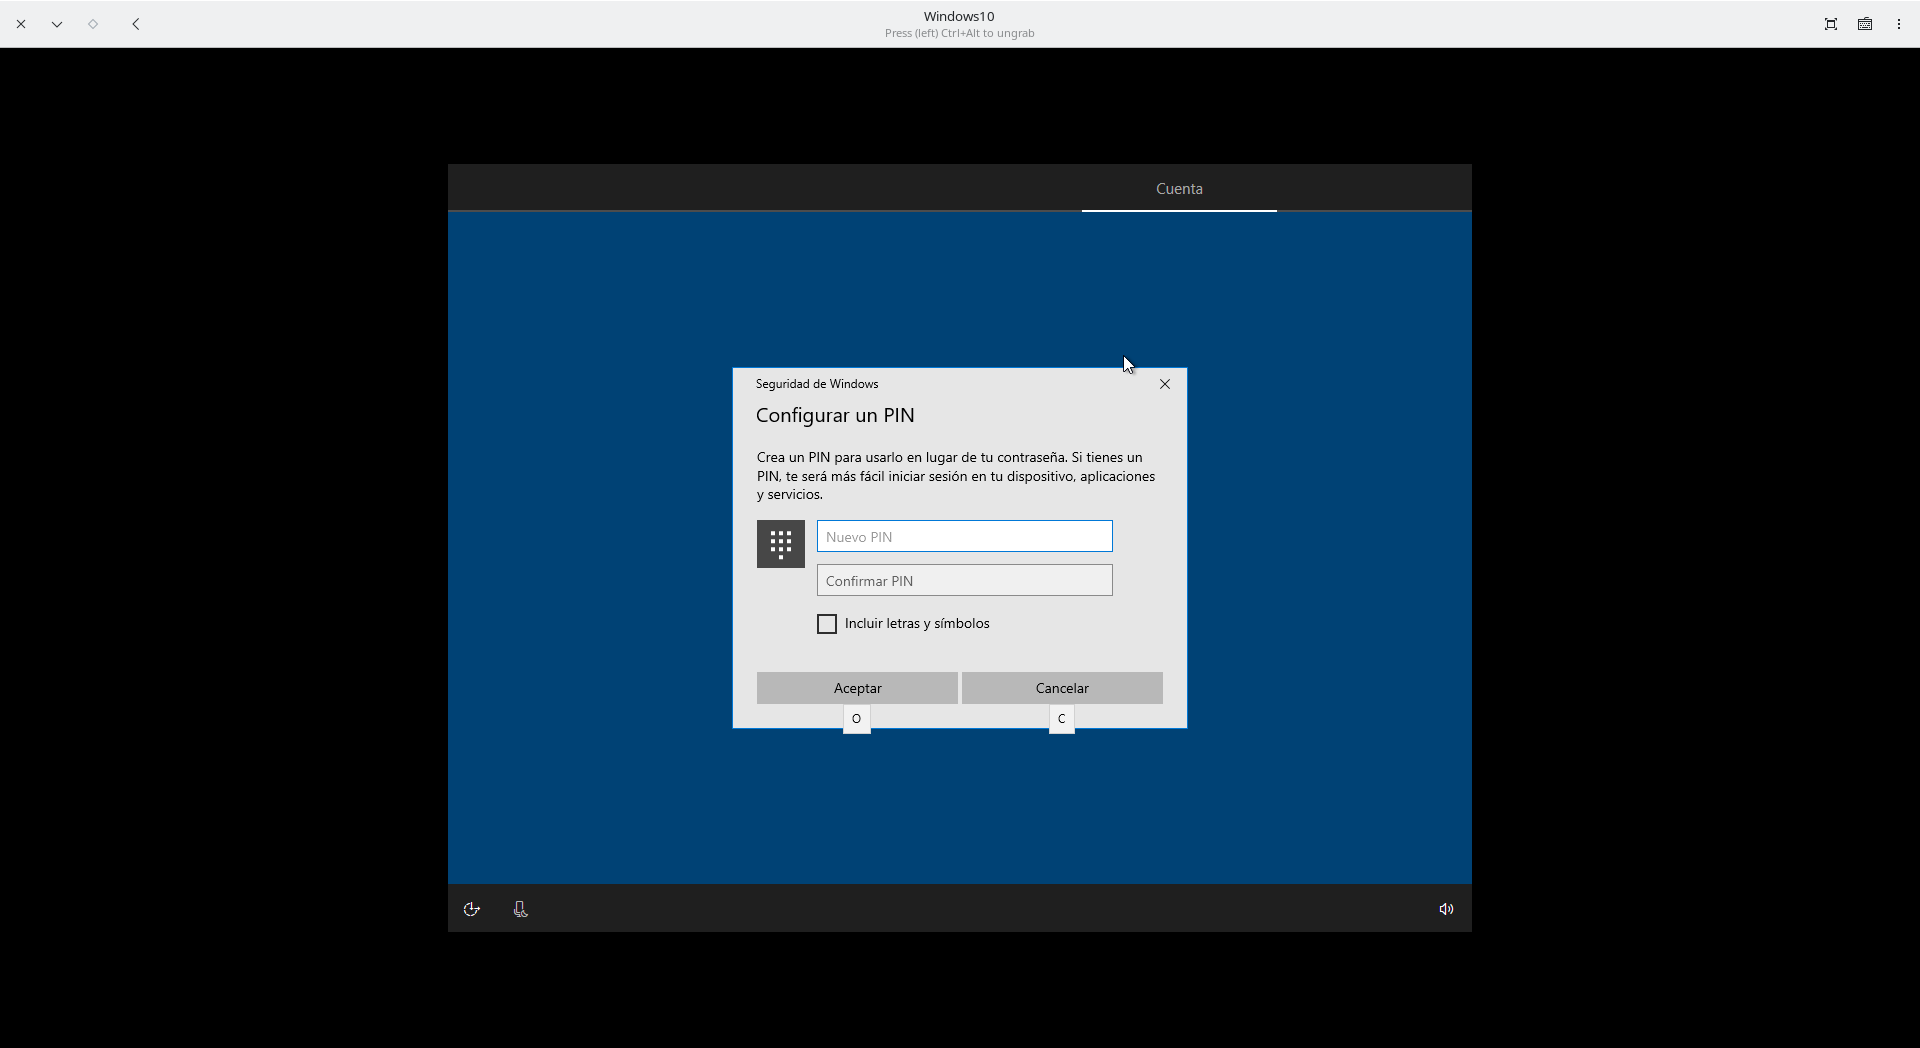 Windows10
Press (left) Ctrl+Alt to ungrab
Cuenta
Seguridad de Windows
Configurar un PIN
Crea un PIN para usarlo en lugar de tu contraseña. Si tienes un
PIN, te será más fácil iniciar sesión en tu dispositivo, aplicaciones
y servicios.
Nuevo PIN
Confirmar PIN
Incluir letras y símbolos
Aceptar
Cancelar
O
C